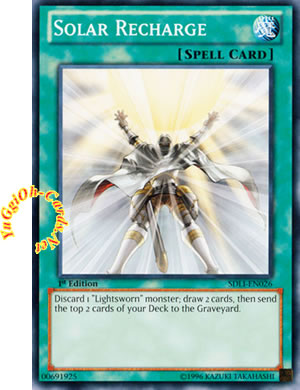 SOLAR RECHARGE
[SPELL CARD]
YuGgiOh-Cards.Net
1st Edition
SDLI-EN026
Discard 1 "Lightsworn" monster; draw 2 cards, then send
the top 2 cards of your Deck to the Graveyard.
00691925
©1996 KAZUKI TAKAHASHI